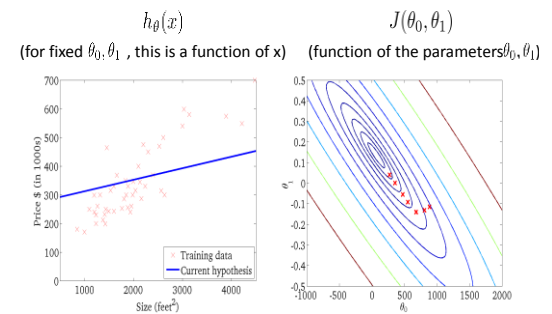 hθ(x)
(for fixed θ0, θ1 , this is a function of x)
700
600
500
400
300
200
100
0
Price $ (in 1000s)
1000 2000 3000 4000
Size (feet²)
Training data
Current hypothesis
J(θ0, θ1)
(function of the parameters θ0, θ1)
0.5
0.4
0.3
0.2
0.1
0
-0.1
-0.2
-0.3
-0.4
-0.5
θ1
-1000 -500 0 500 1000 1500 2000
θ0